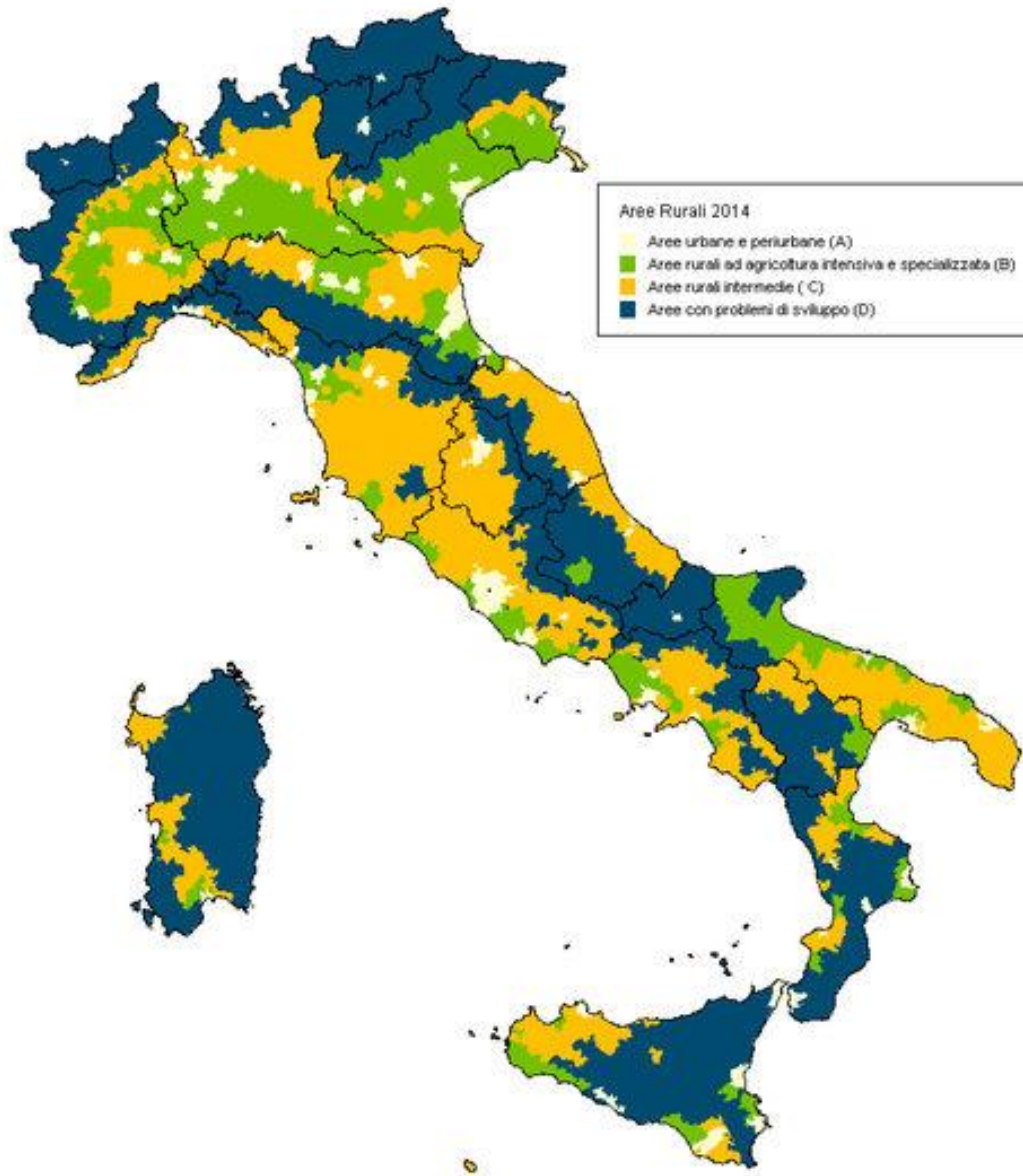 Aree Rurali 2014
Aree urbane e periurbane (A)
Aree rurali ad agricoltura intensiva e specializzata (B)
Aree rurali intermedie ( C)
Aree con problemi di sviluppo (D)